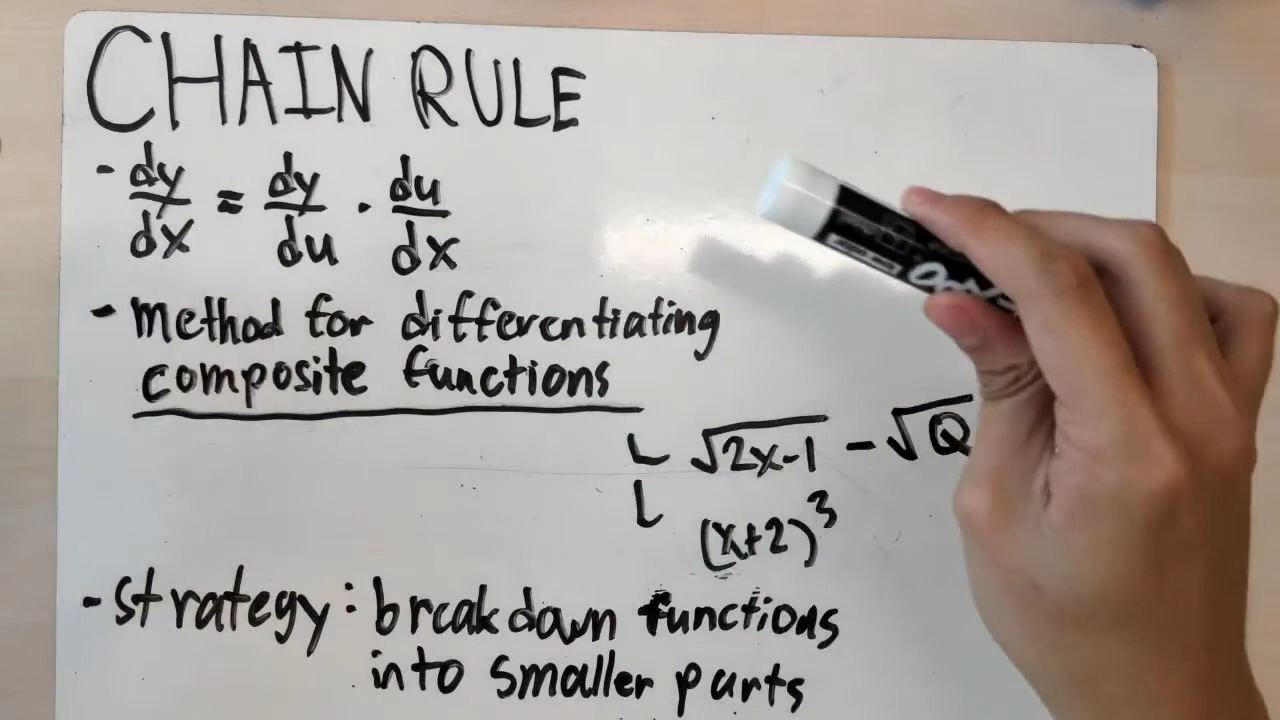 CHAIN RULE
- dy/dx = dy/du · du/dx
- method for differentiating
composite functions
√2x-1 - √Q
(x+2)³
- strategy: breakdown functions
into smaller parts